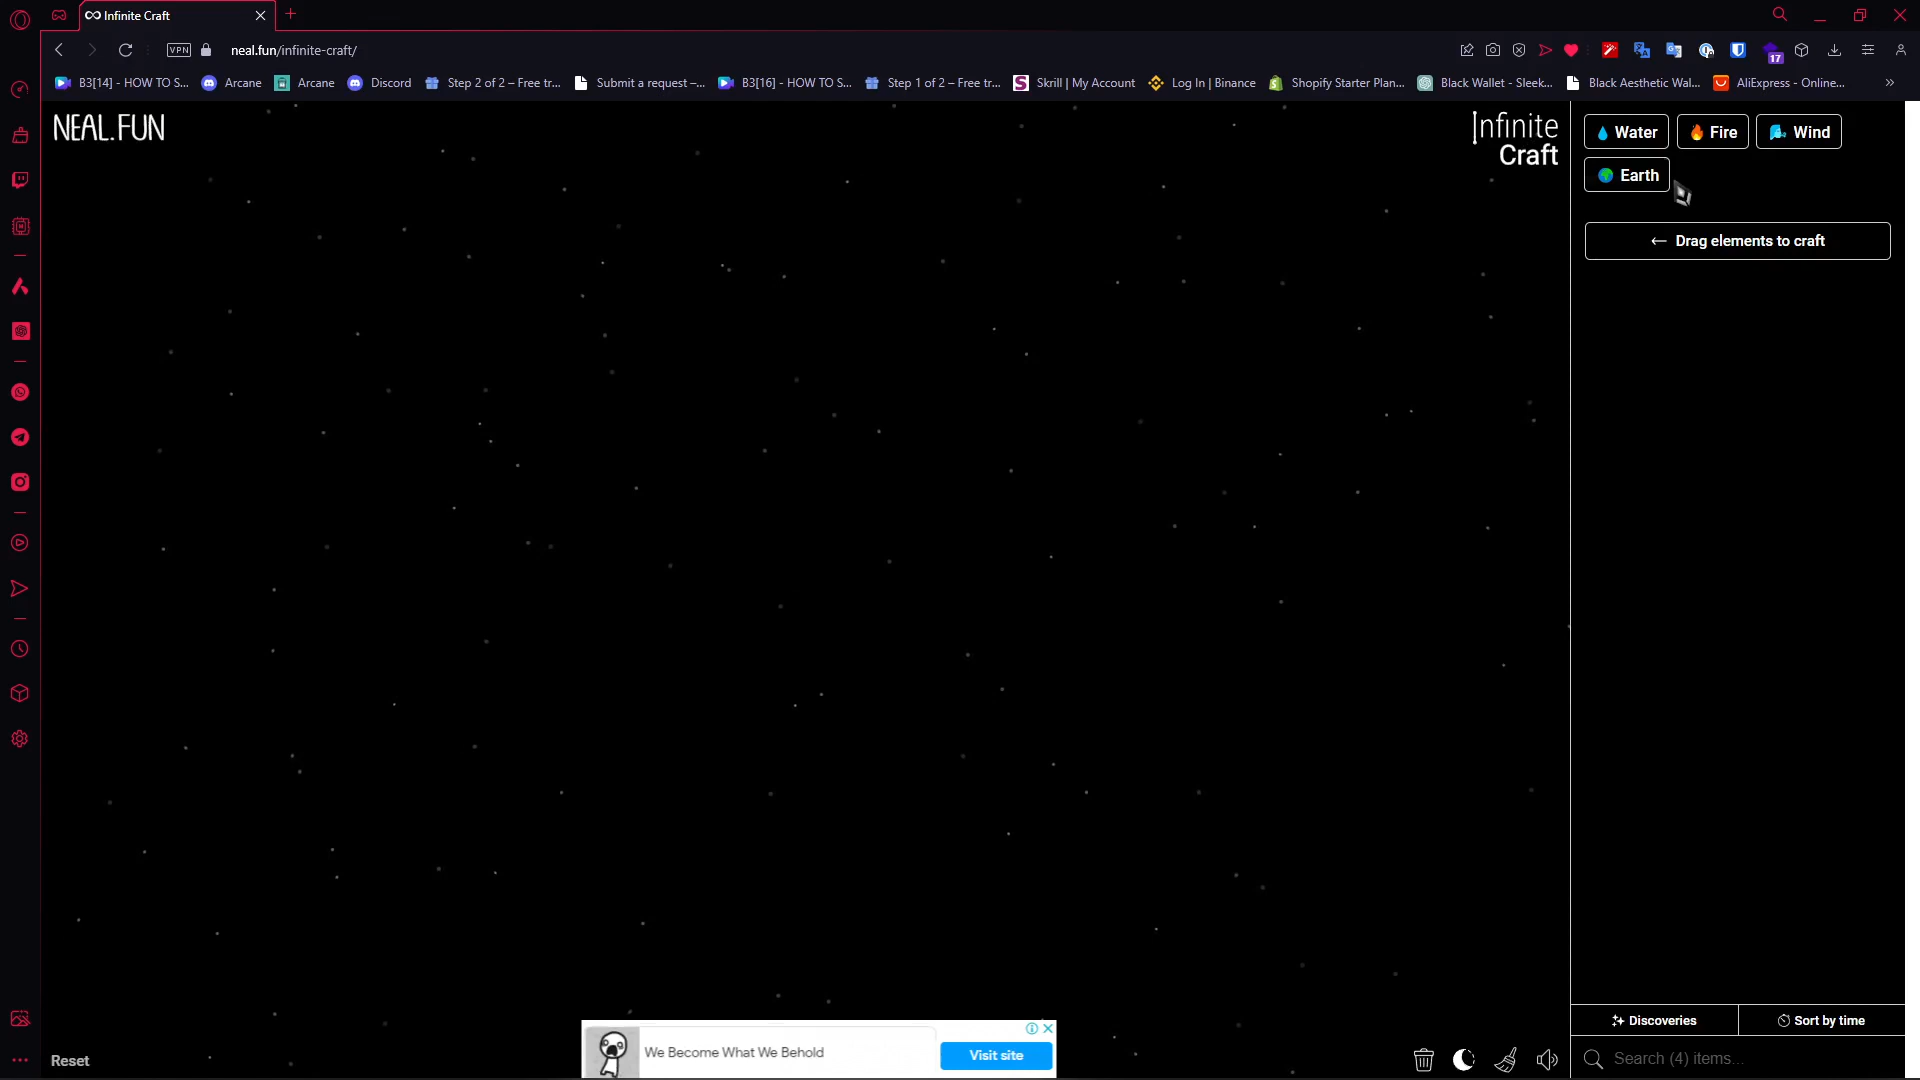 Infinite Craft
VPN
neal.fun/infinite-craft/
17
B3[14] - HOW TO S...
Arcane
Arcane
Discord
Step 2 of 2 – Free tr...
Submit a request –...
B3[16] - HOW TO S...
Step 1 of 2 – Free tr...
Skrill | My Account
Log In | Binance
Shopify Starter Plan...
Black Wallet - Sleek...
Black Aesthetic Wal...
AliExpress - Online...
NEAL.FUN
Infinite
Craft
Water
Fire
Wind
Earth
← Drag elements to craft
Discoveries
Sort by time
Search (4) items...
Reset
We Become What We Behold
Visit site